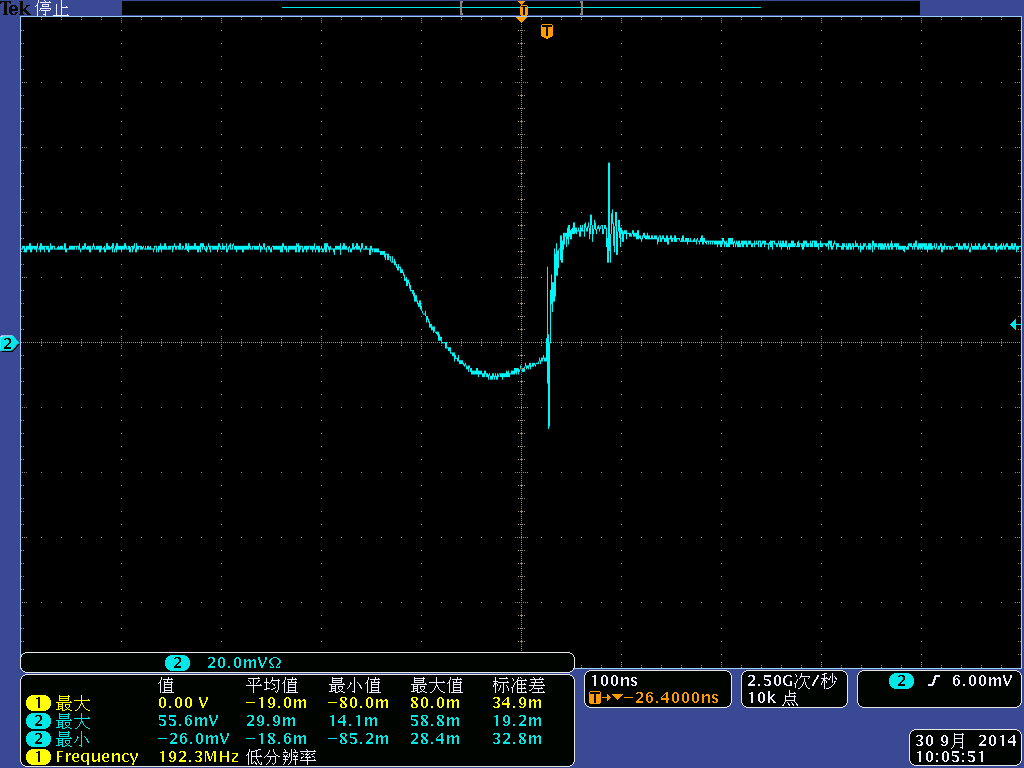 Tek 停止
T
T
2
2 20.0mVΩ
值 平均值 最小值 最大值 标准差
1 最大 0.00 V −19.0m −80.0m 80.0m 34.9m
2 最大 55.6mV 29.9m 14.1m 58.8m 19.2m
2 最小 −26.0mV −18.6m −85.2m 28.4m 32.8m
1 Frequency 192.3MHz 低分辨率
100ns
T→▼−26.4000ns
2.50G次/秒
10k 点
2 ƒ 6.00mV
30 9月 2014
10:05:51